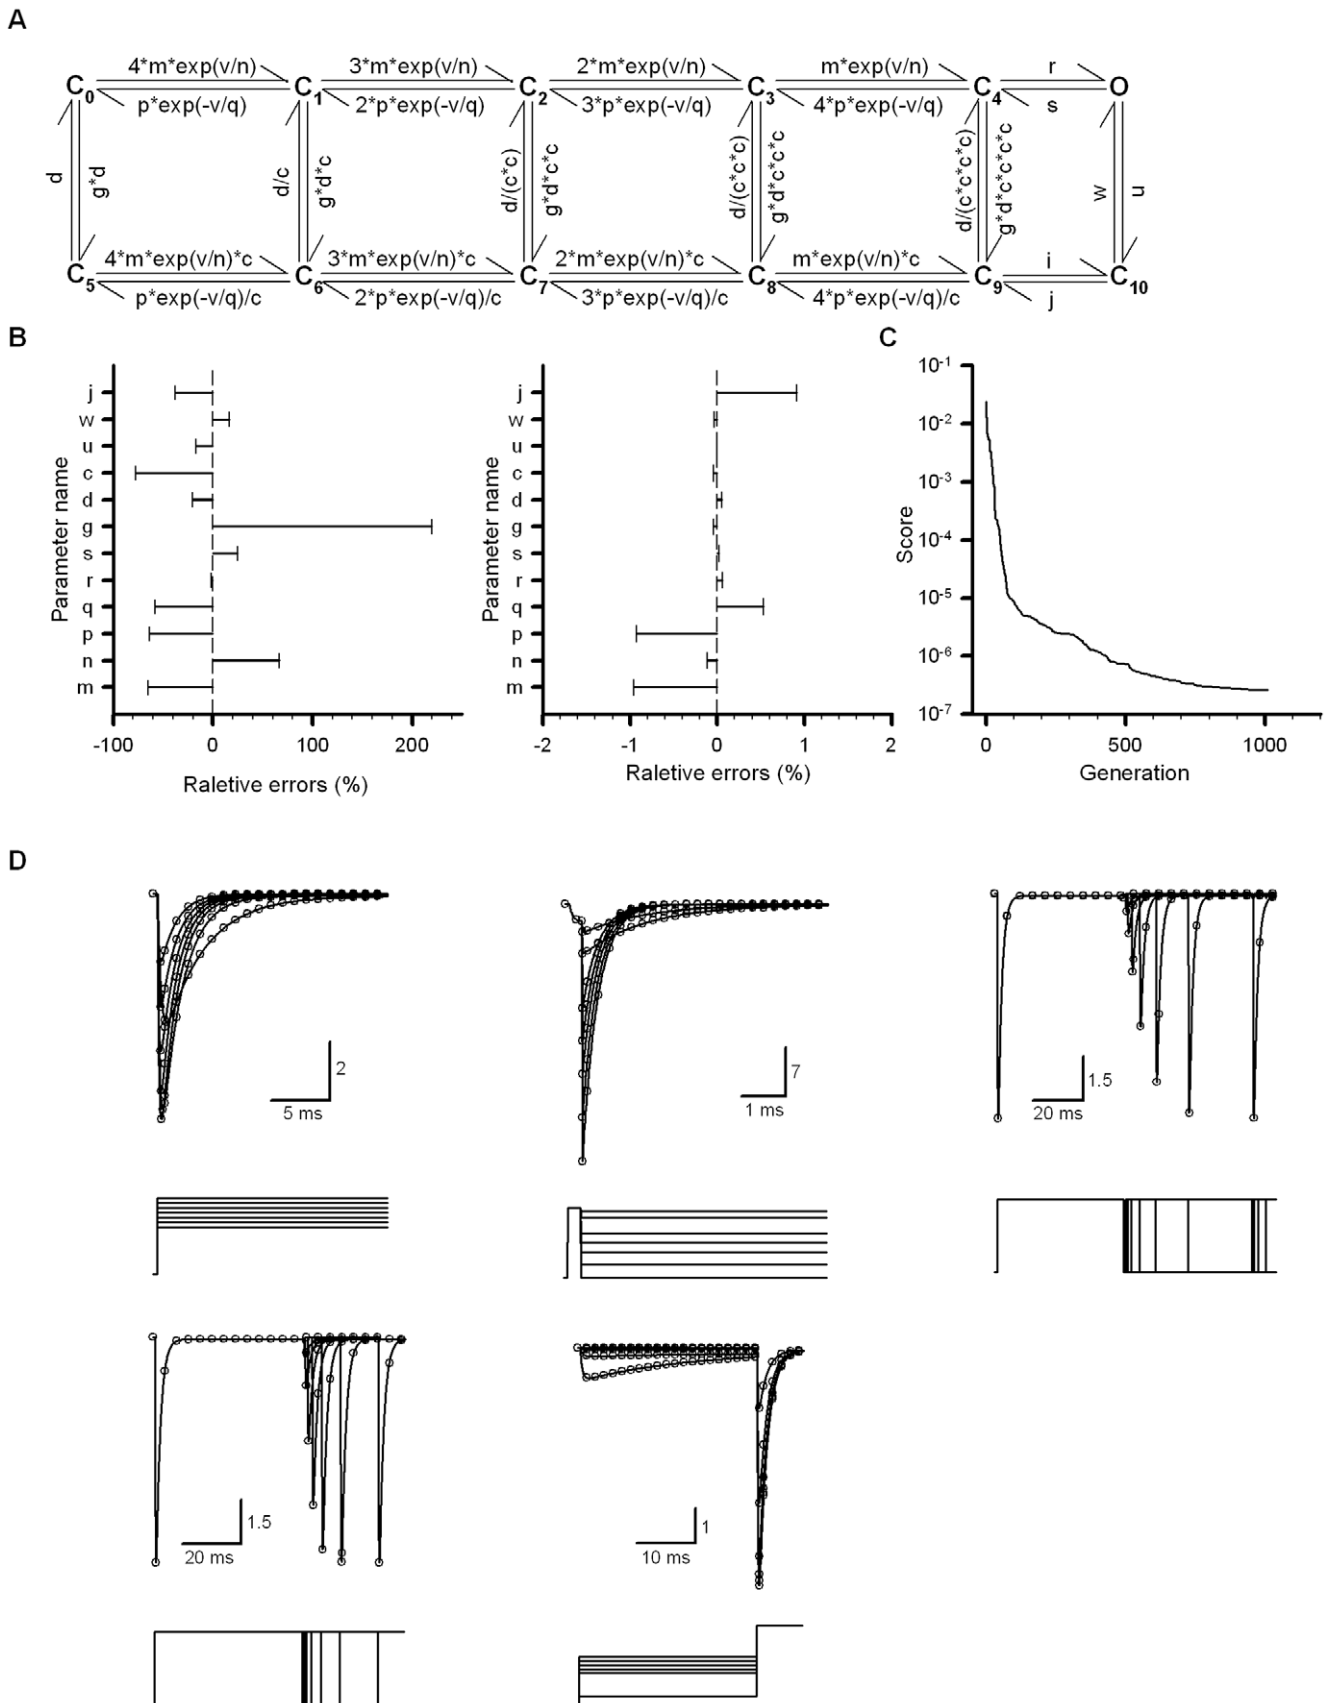 A
4*m*exp(v/n) 3*m*exp(v/n) 2*m*exp(v/n) m*exp(v/n) r
C0 C1 C2 C3 C4 O
p*exp(-v/q) 2*p*exp(-v/q) 3*p*exp(-v/q) 4*p*exp(-v/q) s
d g*d d/c g*d*c d/(c*c) g*d*c*c d/(c*c*c) g*d*c*c*c d/(c*c*c*c) g*d*c*c*c*c w u
4*m*exp(v/n)*c 3*m*exp(v/n)*c 2*m*exp(v/n)*c m*exp(v/n)*c i
C5 C6 C7 C8 C9 C10
p*exp(-v/q)/c 2*p*exp(-v/q)/c 3*p*exp(-v/q)/c 4*p*exp(-v/q)/c j
B
Parameter name
j
w
u
c
d
g
s
r
q
p
n
m
-100 0 100 200
Raletive errors (%)
Parameter name
j
w
u
c
d
g
s
r
q
p
n
m
-2 -1 0 1 2
Raletive errors (%)
C
Score
10-1
10-2
10-3
10-4
10-5
10-6
10-7
0 500 1000
Generation
D
2
5 ms
7
1 ms
1.5
20 ms
1.5
20 ms
1
10 ms